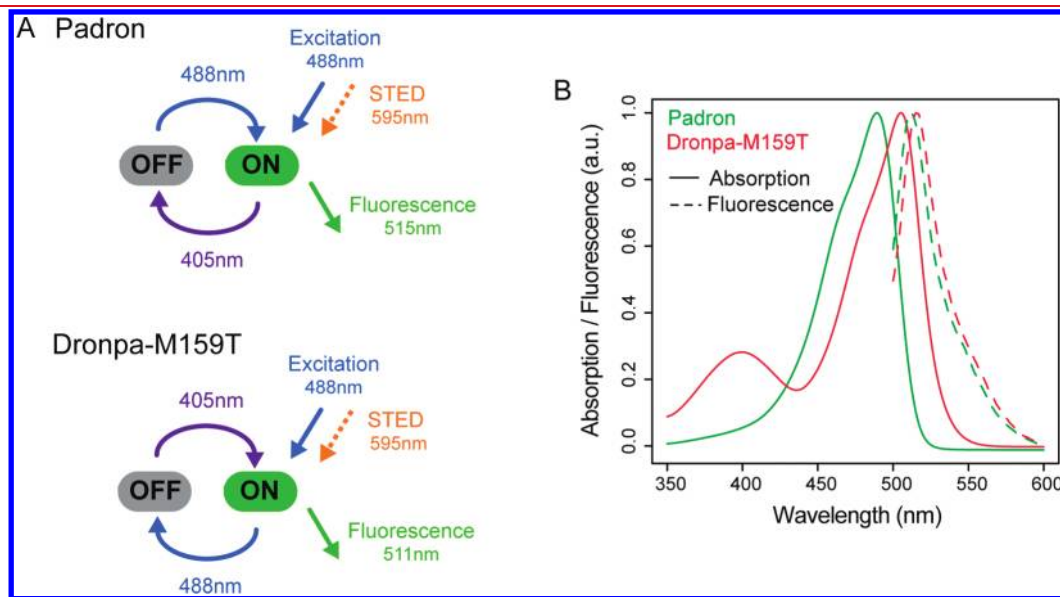 A Padron
488nm
Excitation
488nm
STED
595nm
OFF
ON
405nm
Fluorescence
515nm
Dronpa-M159T
405nm
Excitation
488nm
STED
595nm
OFF
ON
488nm
Fluorescence
511nm
B
Padron
Dronpa-M159T
Absorption
Fluorescence
Absorption / Fluorescence (a.u.)
1.0
0.8
0.6
0.4
0.2
0.0
350 400 450 500 550 600
Wavelength (nm)